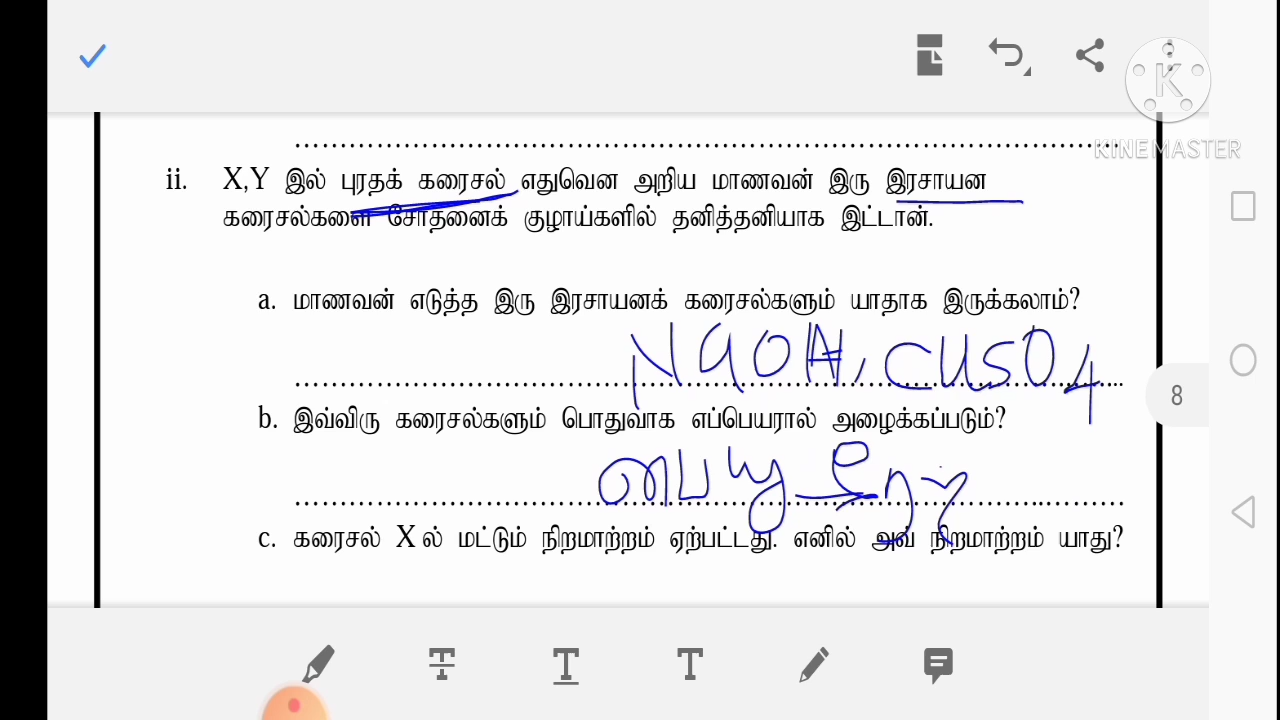 KINEMASTER
ii. X,Y இல் புரதக் கரைசல் எதுவென அறிய மாணவன் இரு இரசாயன
கரைசல்களை சோதனைக் குழாய்களில் தனித்தனியாக இட்டான்.
a. மாணவன் எடுத்த இரு இரசாயனக் கரைசல்களும் யாதாக இருக்கலாம்?
NaOH, CuSO4
b. இவ்விரு கரைசல்களும் பொதுவாக எப்பெயரால் அழைக்கப்படும்?
8
c. கரைசல் X ல் மட்டும் நிறமாற்றம் ஏற்பட்டது. எனில் அவ் நிறமாற்றம் யாது?